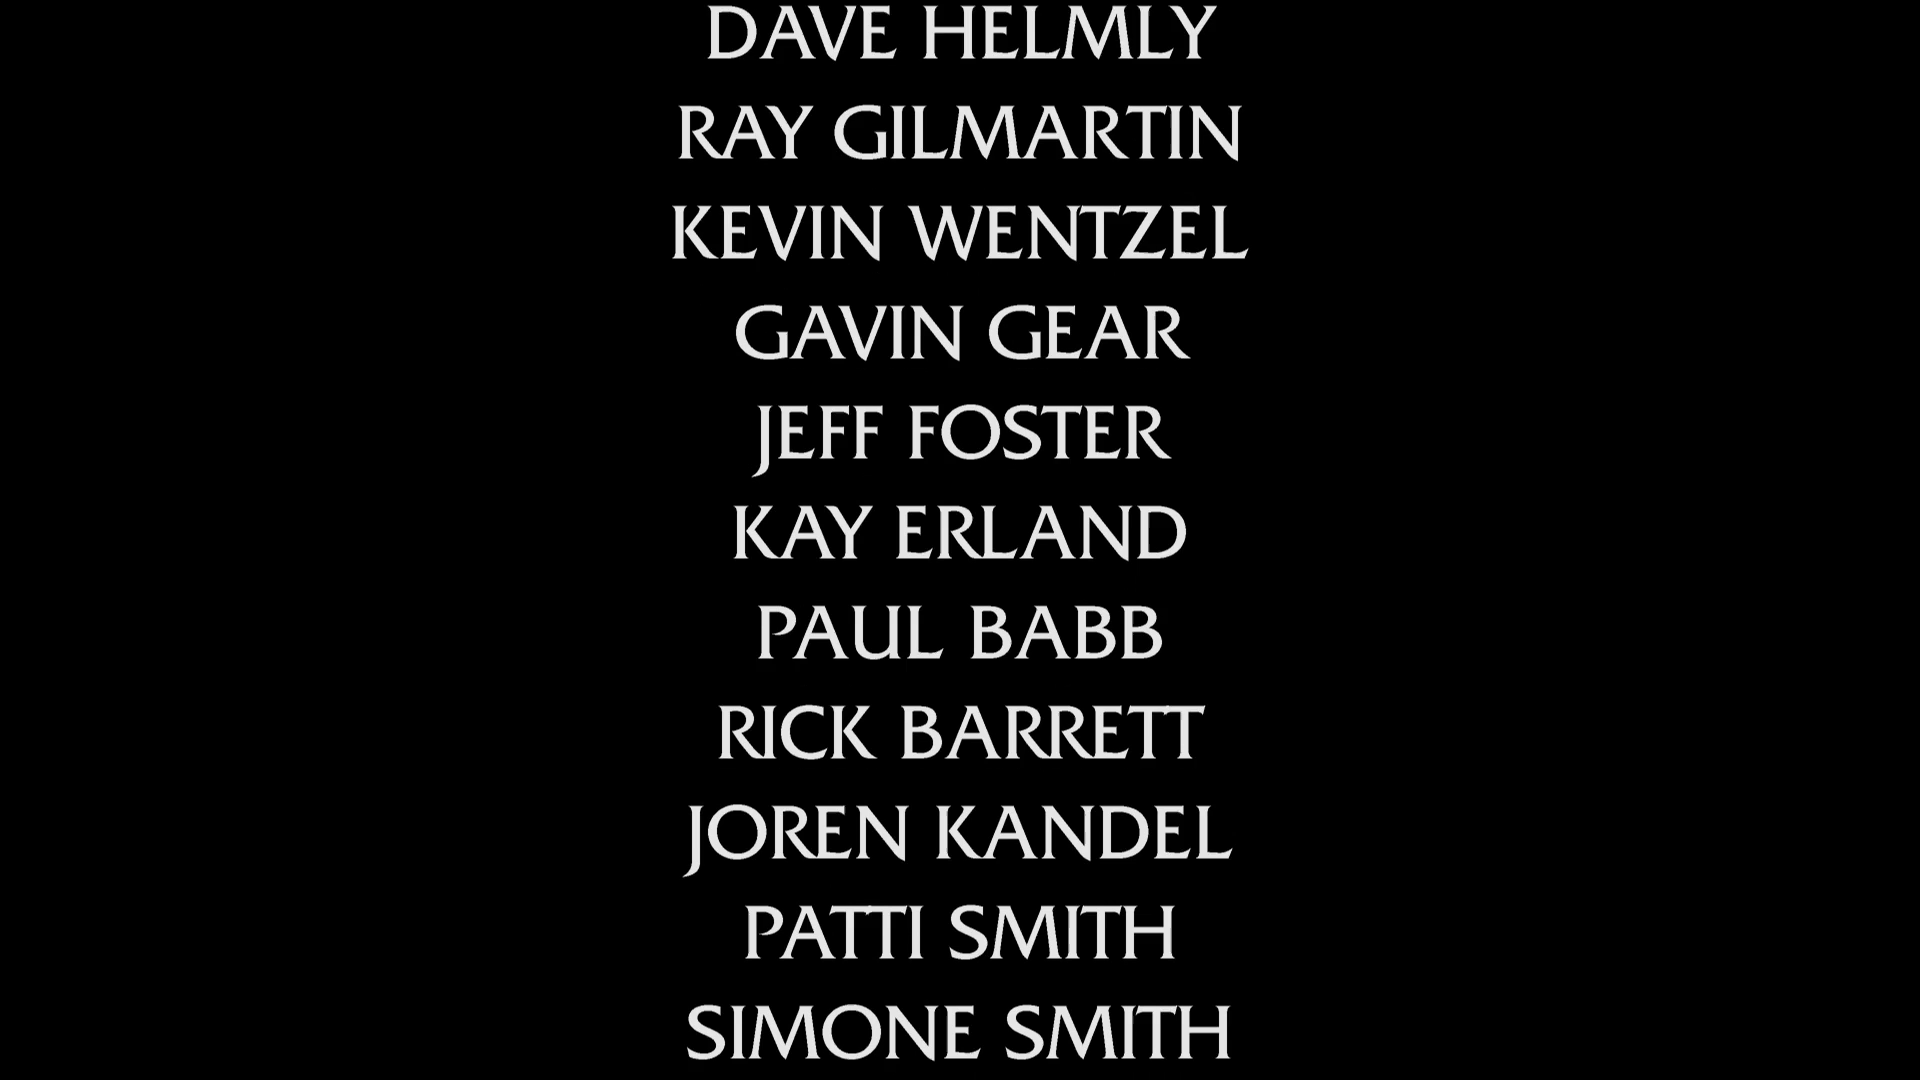 DAVE HELMLY
RAY GILMARTIN
KEVIN WENTZEL
GAVIN GEAR
JEFF FOSTER
KAY ERLAND
PAUL BABB
RICK BARRETT
JOREN KANDEL
PATTI SMITH
SIMONE SMITH